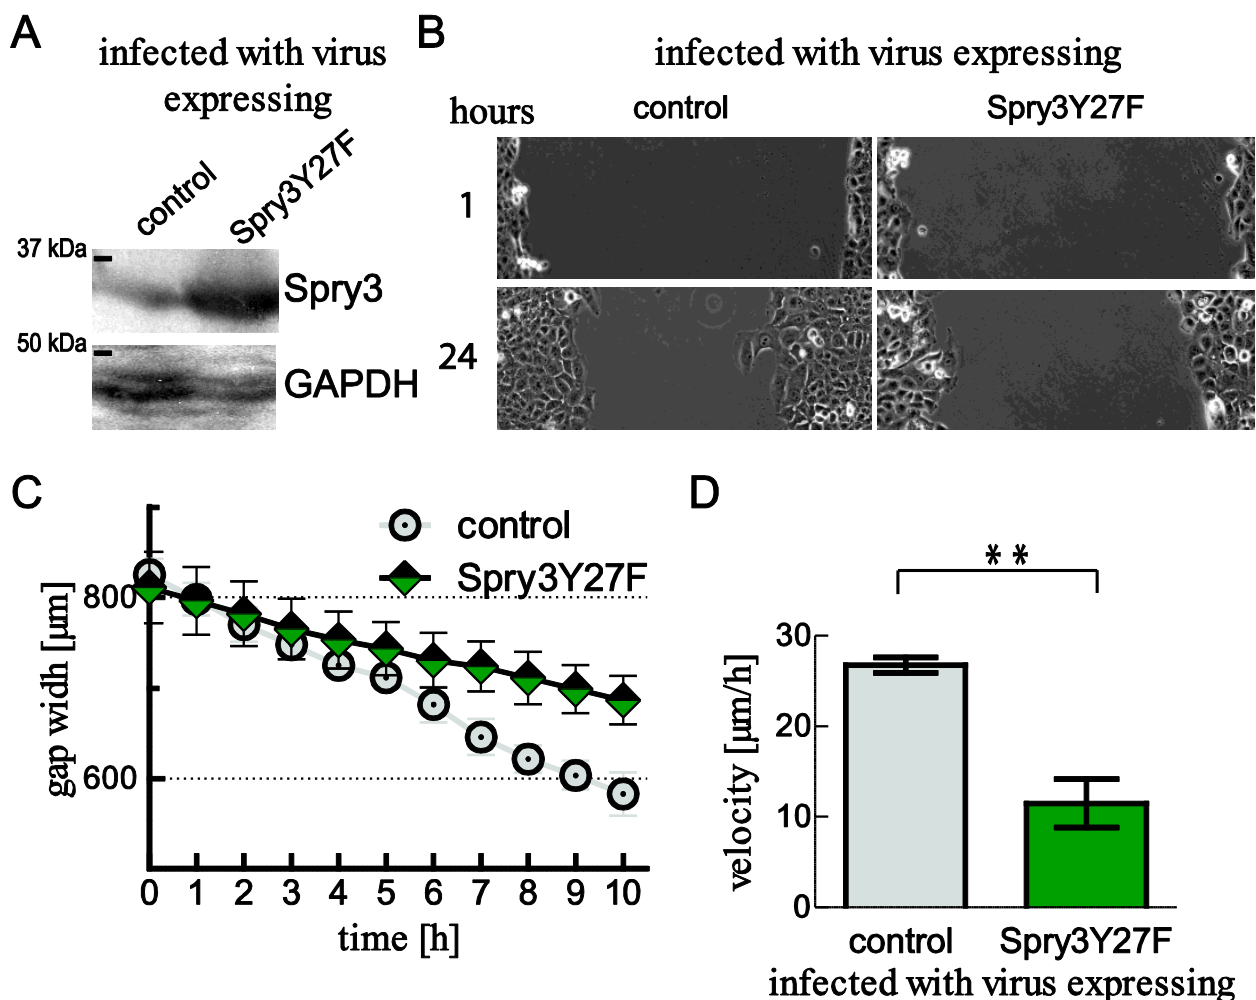 A
infected with virus
expressing
control
Spry3Y27F
37 kDa
Spry3
50 kDa
GAPDH
B
infected with virus expressing
hours
control
Spry3Y27F
1
24
C
control
Spry3Y27F
gap widh [µm]
800
600
0 1 2 3 4 5 6 7 8 9 10
time [h]
D
**
velocity [µm/h]
30
20
10
0
control
Spry3Y27F
infected with virus expressing